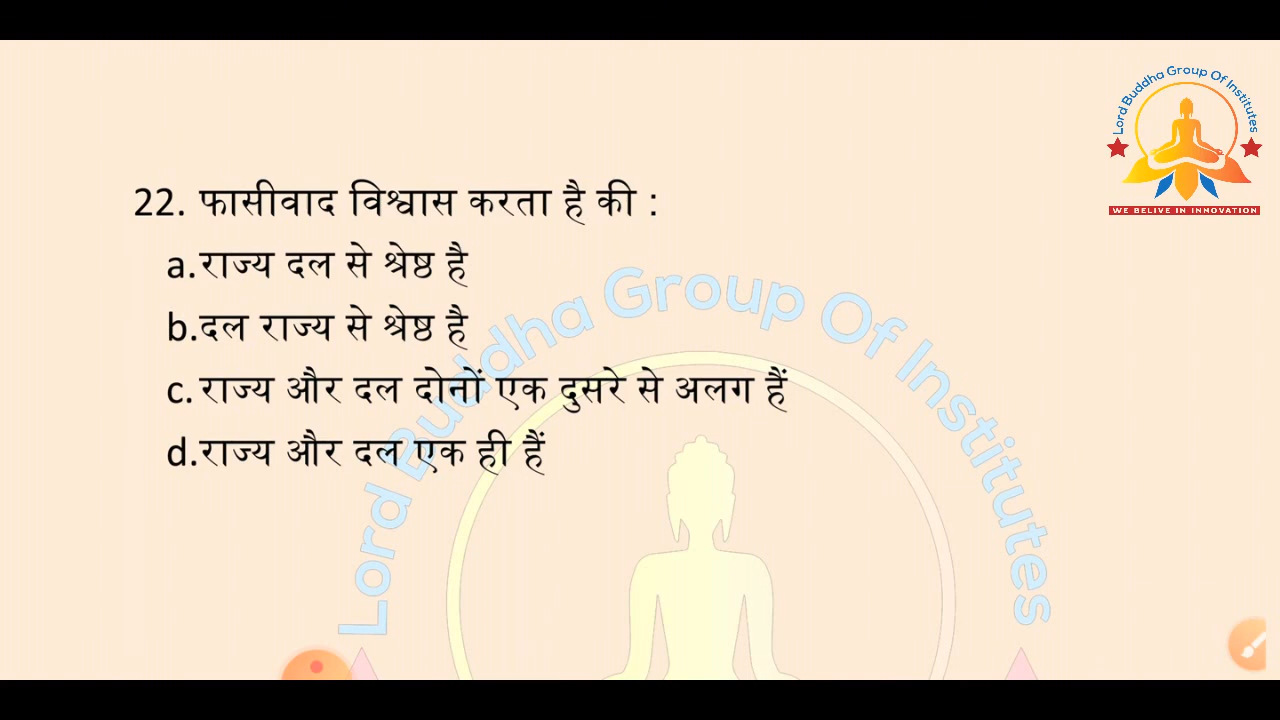 Lord Buddha Group Of Institutes
WE BELIVE IN INNOVATION
22. फासीवाद विश्वास करता है की :
a.राज्य दल से श्रेष्ठ है
b.दल राज्य से श्रेष्ठ है
c. राज्य और दल दोनों एक दुसरे से अलग हैं
d.राज्य और दल एक ही हैं
Lord Buddha Group Of Institutes